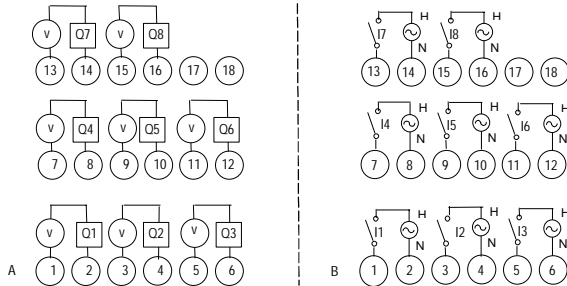 v Q7 v Q8
13 14 15 16 17 18
v Q4 v Q5 v Q6
7 8 9 10 11 12
v Q1 v Q2 v Q3
A 1 2 3 4 5 6
H H
I7 I8
N N
13 14 15 16 17 18
H H H
I4 I5 I6
N N N
7 8 9 10 11 12
H H H
I1 I2 I3
N N N
B 1 2 3 4 5 6